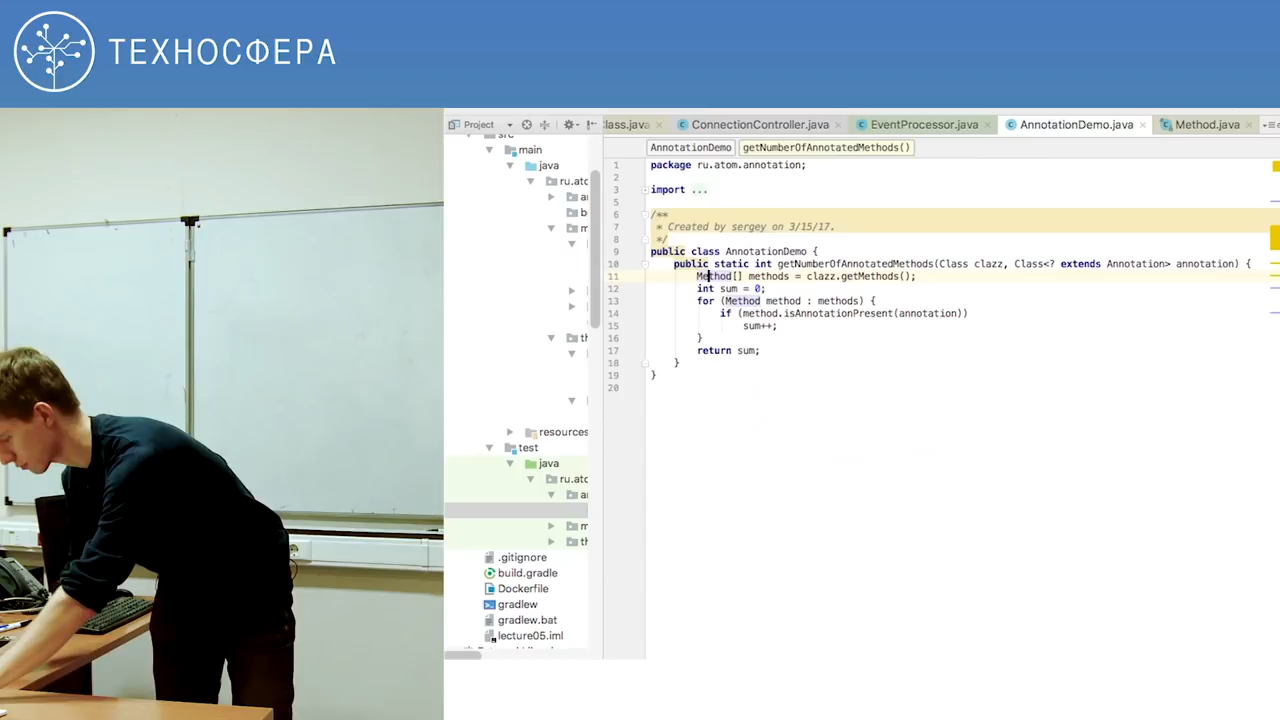 ТЕХНОСФЕРА
Project
lass.java
ConnectionController.java
EventProcessor.java
AnnotationDemo.java
Method.java
AnnotationDemo
getNumberOfAnnotatedMethods()
src
main
java
ru.ato
resources
test
java
ru.ato
.gitignore
build.gradle
Dockerfile
gradlew
gradlew.bat
lecture05.iml
1 package ru.atom.annotation;
2
3 import ...
5
6 /**
7 * Created by sergey on 3/15/17.
8 */
9 public class AnnotationDemo {
10 public static int getNumberOfAnnotatedMethods(Class clazz, Class<? extends Annotation> annotation) {
11 Method[] methods = clazz.getMethods();
12 int sum = 0;
13 for (Method method : methods) {
14 if (method.isAnnotationPresent(annotation))
15 sum++;
16 }
17 return sum;
18 }
19 }
20